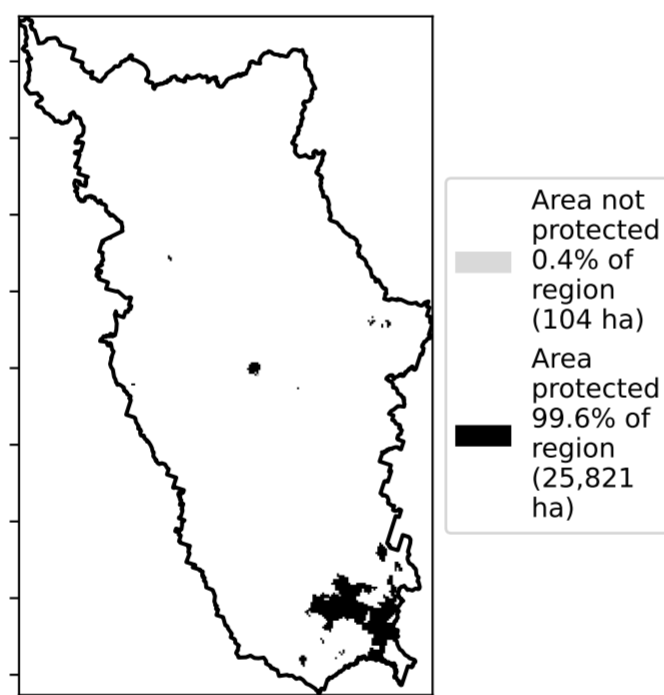 Area not
protected
0.4% of
region
(104 ha)
Area
protected
99.6% of
region
(25,821
ha)